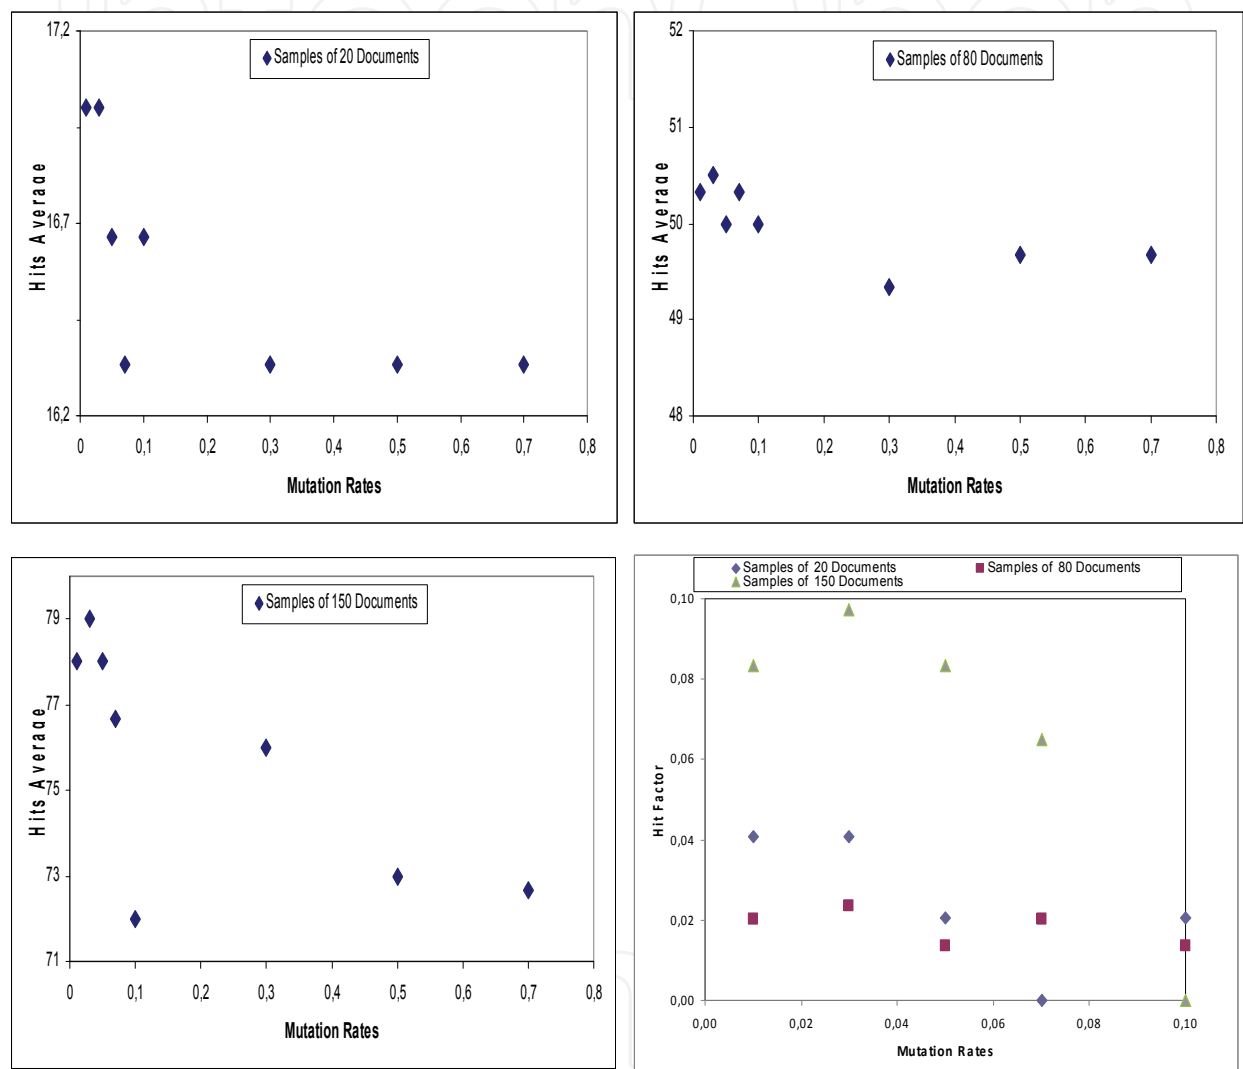 17,2
Samples of 20 Documents
16,7
16,2
Hits Average
0 0,1 0,2 0,3 0,4 0,5 0,6 0,7 0,8
Mutation Rates
52
Samples of 80 Documents
51
50
49
48
Hits Average
0 0,1 0,2 0,3 0,4 0,5 0,6 0,7 0,8
Mutation Rates
Samples of 150 Documents
79
77
75
73
71
Hits Average
0 0,1 0,2 0,3 0,4 0,5 0,6 0,7 0,8
Mutation Rates
Samples of 20 Documents Samples of 80 Documents
Samples of 150 Documents
0,10
0,08
0,06
0,04
0,02
0,00
Hit Factor
0,00 0,02 0,04 0,06 0,08 0,10
Mutation Rates